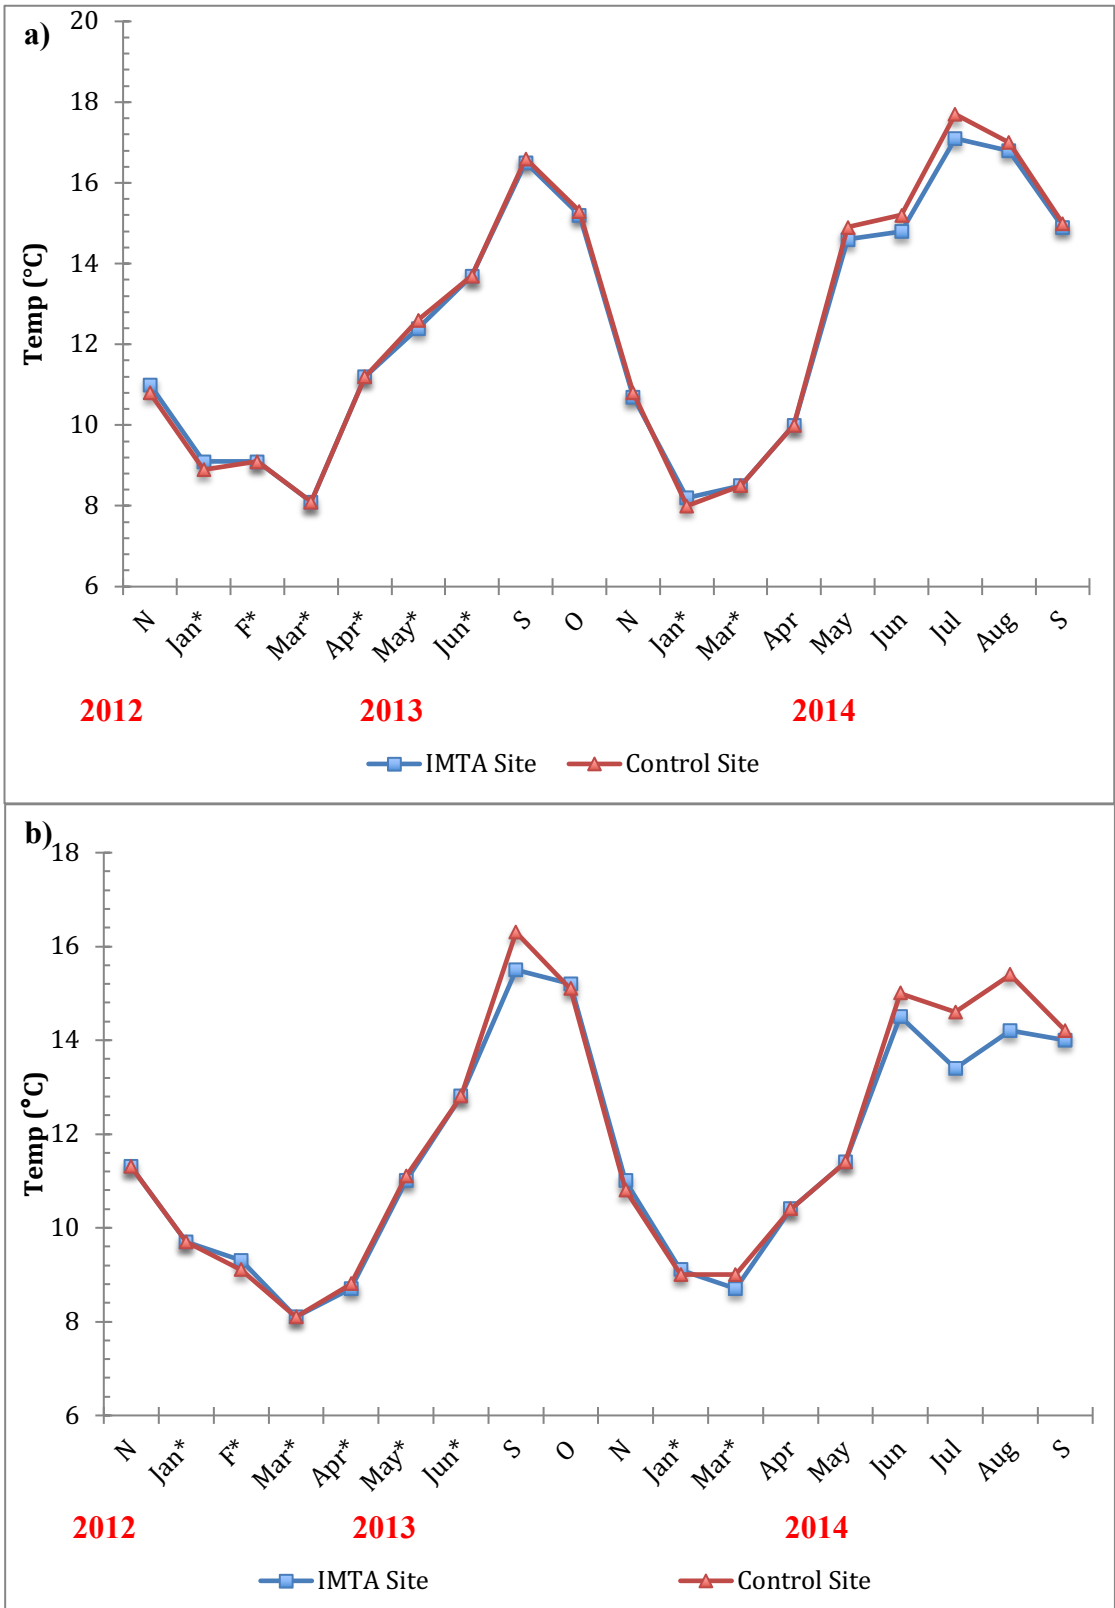 a)
20
18
16
14
12
10
8
6
Temp (°C)
N Jan* F* Mar* Apr* May* Jun* S O N Jan* Mar* Apr May Jun Jul Aug S
2012 2013 2014
IMTA Site Control Site
b)
18
16
14
12
10
8
6
Temp (°C)
N Jan* F* Mar* Apr* May* Jun* S O N Jan* Mar* Apr May Jun Jul Aug S
2012 2013 2014
IMTA Site Control Site